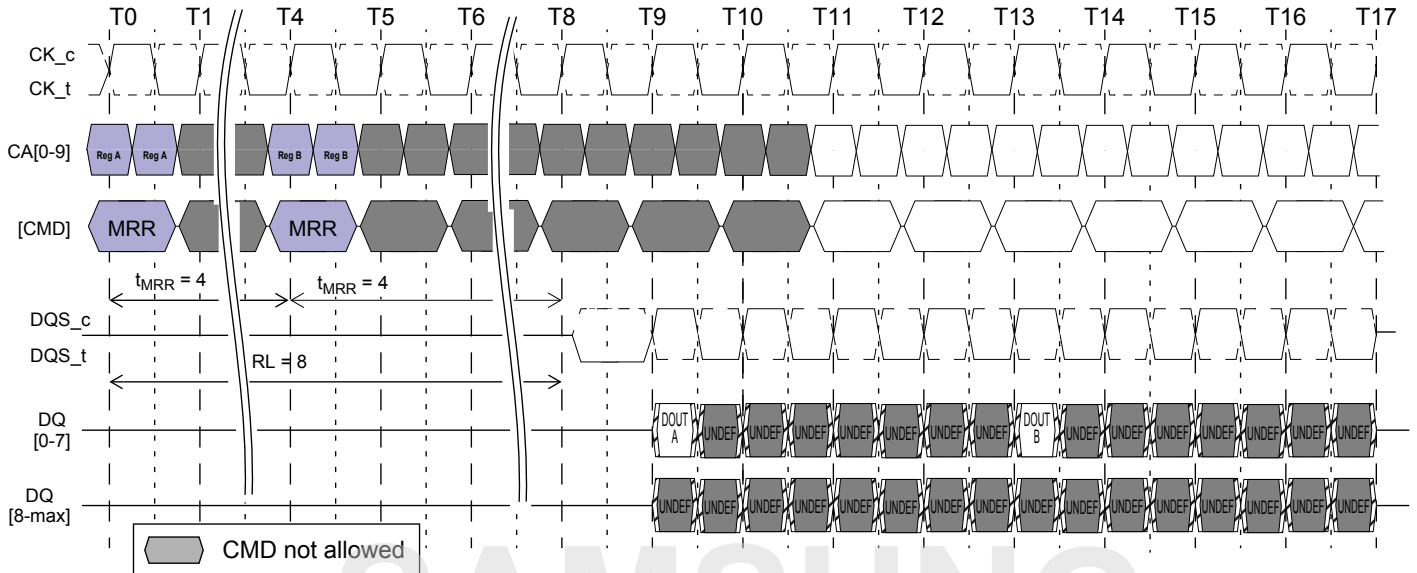 T0 T1 T4 T5 T6 T8 T9 T10 T11 T12 T13 T14 T15 T16 T17
CK_c
CK_t
CA[0-9] Reg A Reg A Reg B Reg B
[CMD] MRR MRR
tMRR = 4 tMRR = 4
DQS_c
DQS_t
RL = 8
DQ
[0-7]
DOUT A UNDEF UNDEF UNDEF UNDEF UNDEF UNDEF UNDEF DOUT B UNDEF UNDEF UNDEF UNDEF UNDEF UNDEF UNDEF
DQ
[8-max]
UNDEF UNDEF UNDEF UNDEF UNDEF UNDEF UNDEF UNDEF UNDEF UNDEF UNDEF UNDEF UNDEF UNDEF UNDEF UNDEF
CMD not allowed
SAMSUNG